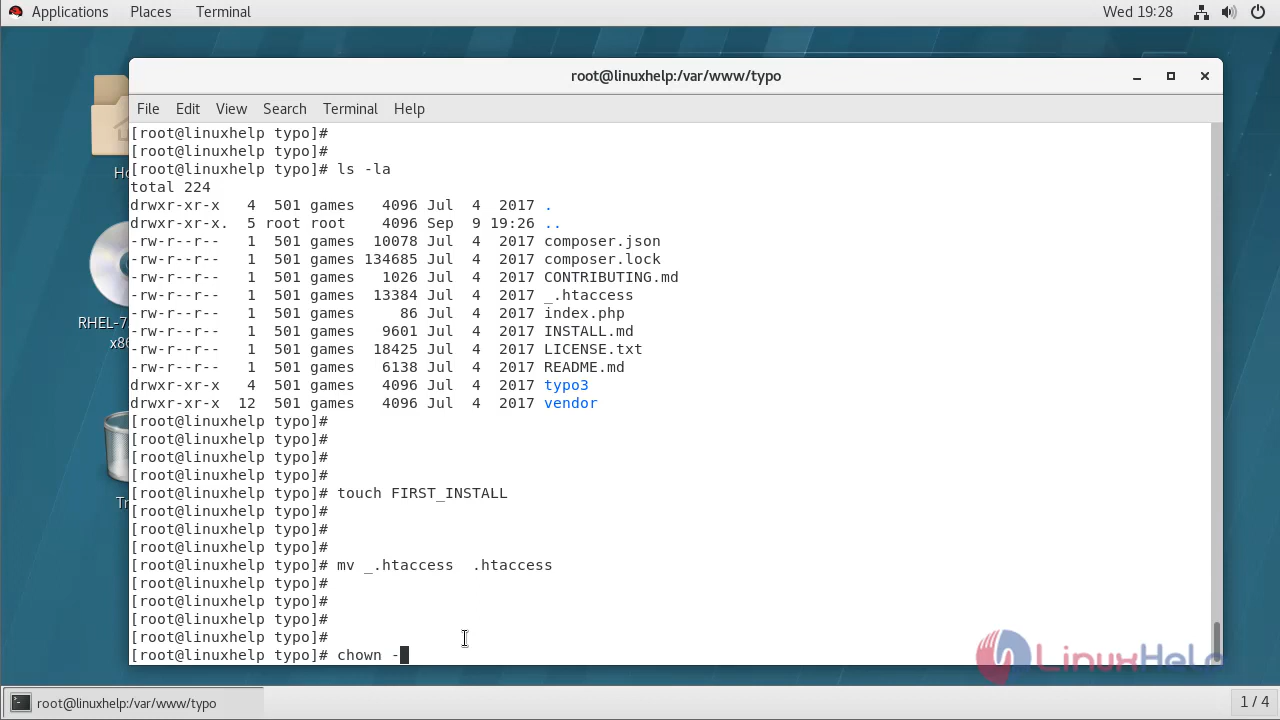 Applications Places Terminal Wed 19:28
root@linuxhelp:/var/www/typo
File Edit View Search Terminal Help
[root@linuxhelp typo]#
[root@linuxhelp typo]#
[root@linuxhelp typo]# ls -la
total 224
drwxr-xr-x   4  501 games   4096 Jul  4  2017 .
drwxr-xr-x.  5 root root    4096 Sep  9 19:26 ..
-rw-r--r--   1  501 games  10078 Jul  4  2017 composer.json
-rw-r--r--   1  501 games 134685 Jul  4  2017 composer.lock
-rw-r--r--   1  501 games   1026 Jul  4  2017 CONTRIBUTING.md
-rw-r--r--   1  501 games  13384 Jul  4  2017 _.htaccess
-rw-r--r--   1  501 games     86 Jul  4  2017 index.php
-rw-r--r--   1  501 games   9601 Jul  4  2017 INSTALL.md
-rw-r--r--   1  501 games  18425 Jul  4  2017 LICENSE.txt
-rw-r--r--   1  501 games   6138 Jul  4  2017 README.md
drwxr-xr-x   4  501 games   4096 Jul  4  2017 typo3
drwxr-xr-x  12  501 games   4096 Jul  4  2017 vendor
[root@linuxhelp typo]#
[root@linuxhelp typo]#
[root@linuxhelp typo]#
[root@linuxhelp typo]#
[root@linuxhelp typo]# touch FIRST_INSTALL
[root@linuxhelp typo]#
[root@linuxhelp typo]#
[root@linuxhelp typo]#
[root@linuxhelp typo]# mv _.htaccess  .htaccess
[root@linuxhelp typo]#
[root@linuxhelp typo]#
[root@linuxhelp typo]#
[root@linuxhelp typo]#
[root@linuxhelp typo]# chown -
Ho
RHEL-7.
x86
Tr
LinuxHelp
root@linuxhelp:/var/www/typo 1 / 4